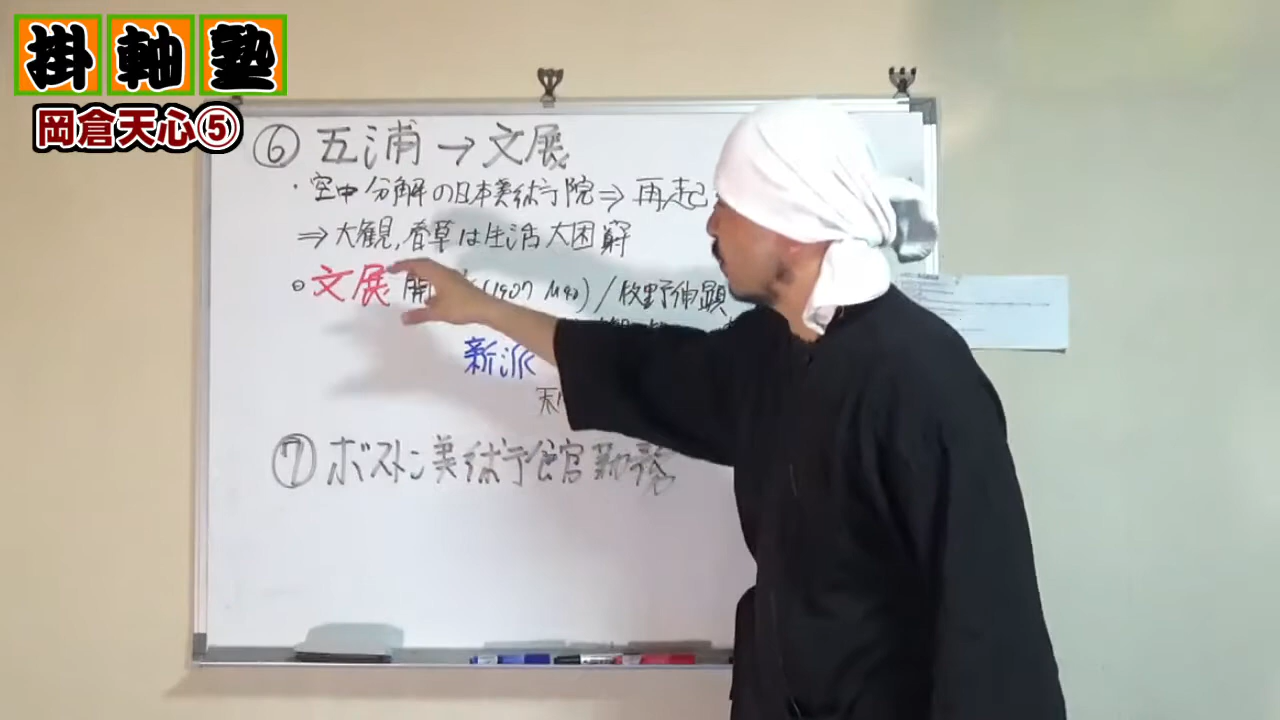 掛軸塾
岡倉天心⑤
⑥ 五浦→文展
・空中分解の日本美術院⇒再起
⇒大観,春草は生活大困窮
○文展 開 (1907 M40)/牧野伸顕
新派
天
⑦ ボストン美術館勤務